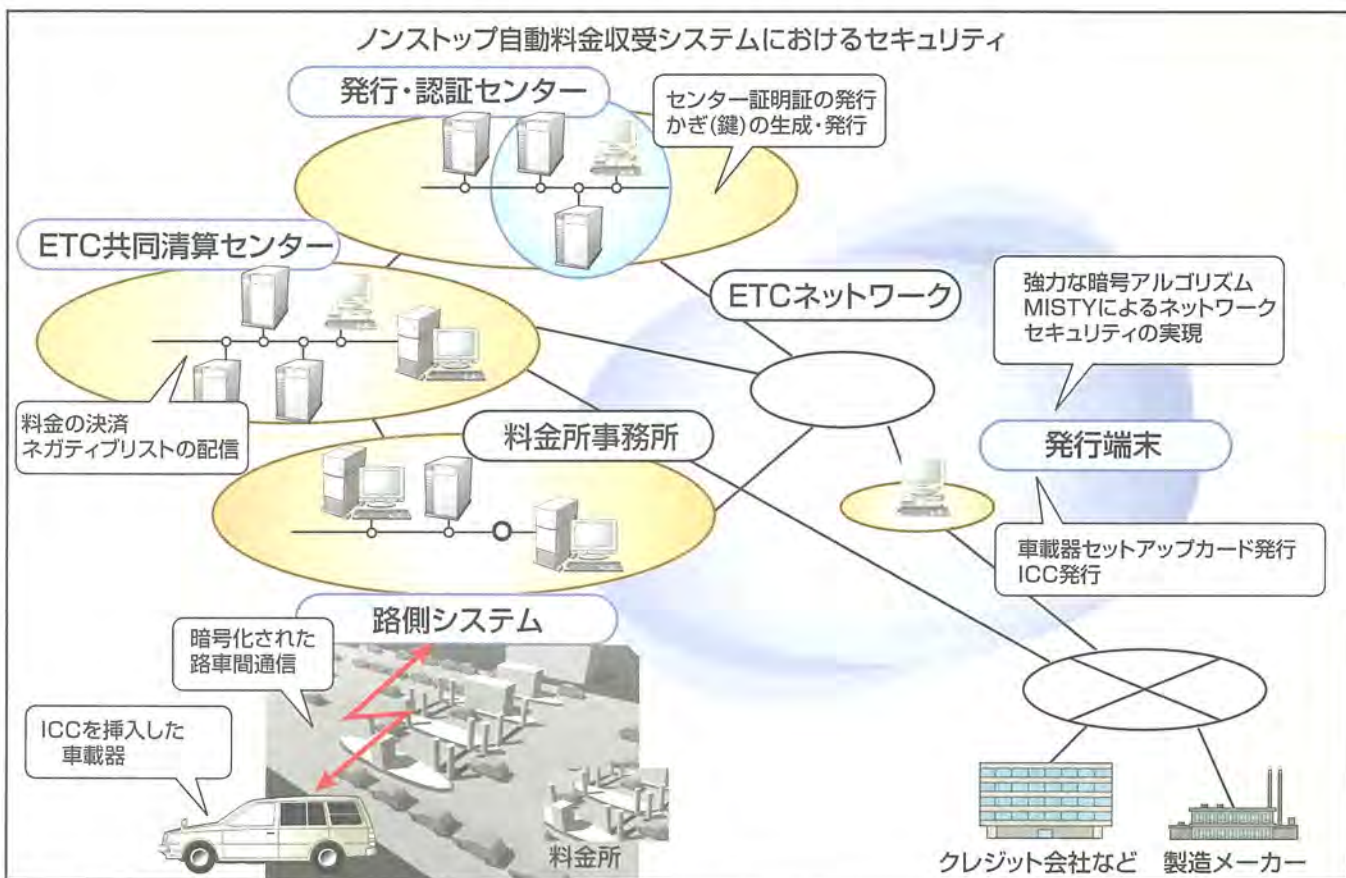 ノンストップ自動料金収受システムにおけるセキュリティ
発行・認証センター
センター証明証の発行
かぎ(鍵)の生成・発行
ETC共同清算センター
ETCネットワーク
強力な暗号アルゴリズム
MISTYによるネットワーク
セキュリティの実現
料金の決済
ネガティブリストの配信
料金所事務所
発行端末
車載器セットアップカード発行
ICC発行
路側システム
暗号化された
路車間通信
ICCを挿入した
車載器
料金所
クレジット会社など
製造メーカー